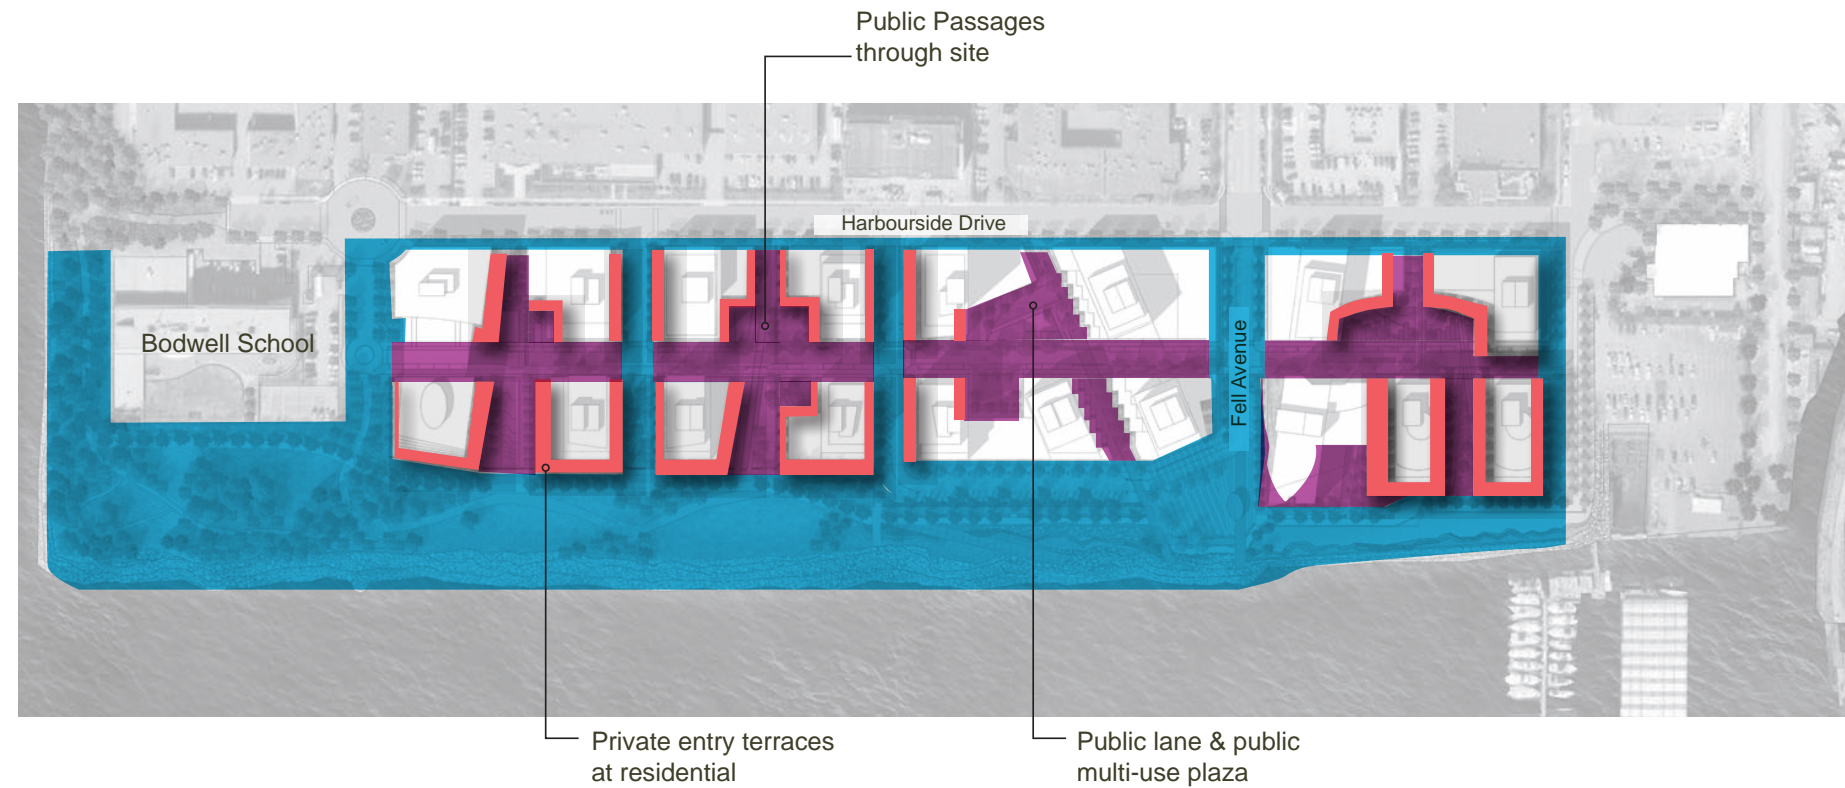 Public Passages
through site
Harbourside Drive
Bodwell School
Fell Avenue
Private entry terraces
at residential
Public lane & public
multi-use plaza